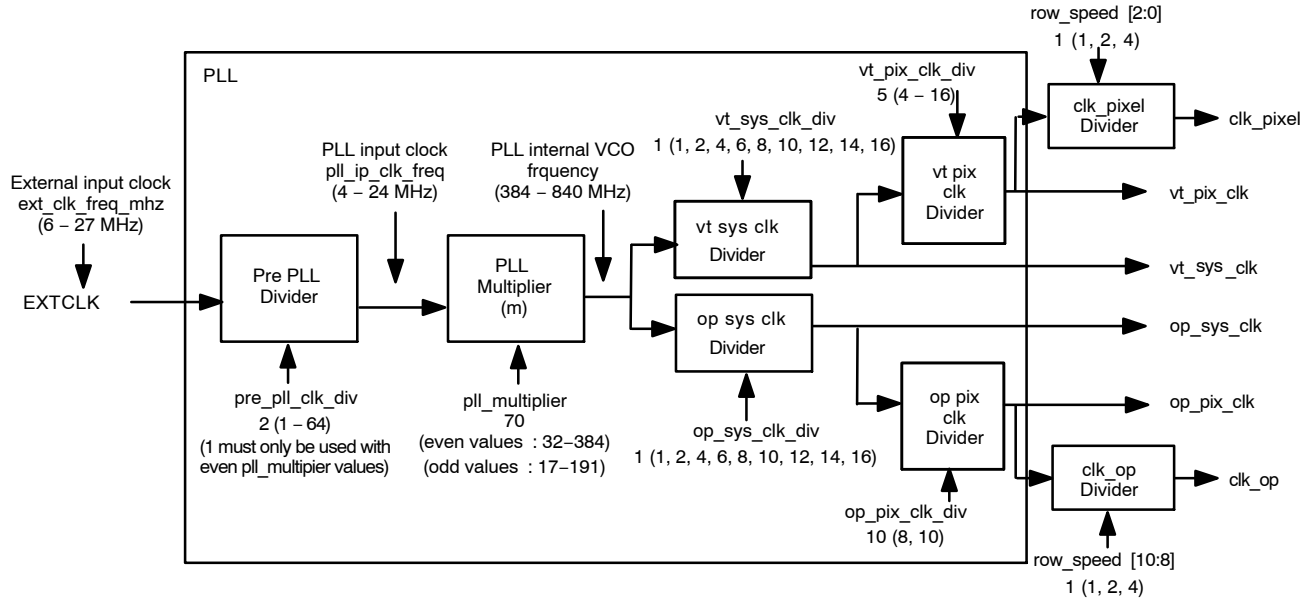 row_speed [2:0]
1 (1, 2, 4)
PLL
vt_pix_clk_div
5 (4 − 16)
clk_pixel
Divider
clk_pixel
vt_sys_clk_div
1 (1, 2, 4, 6, 8, 10, 12, 14, 16)
PLL input clock
pll_ip_clk_freq
(4 − 24 MHz)
PLL internal VCO
frquency
(384 − 840 MHz)
External input clock
ext_clk_freq_mhz
(6 − 27 MHz)
vt pix
clk
Divider
vt_pix_clk
vt sys clk
Divider
vt_sys_clk
EXTCLK
Pre PLL
Divider
PLL
Multiplier
(m)
op sys clk
Divider
op_sys_clk
pre_pll_clk_div
2 (1 − 64)
(1 must only be used with
even pll_multipier values)
pll_multiplier
70
(even values : 32−384)
(odd values : 17−191)
op_sys_clk_div
1 (1, 2, 4, 6, 8, 10, 12, 14, 16)
op pix
clk
Divider
op_pix_clk
clk_op
Divider
clk_op
op_pix_clk_div
10 (8, 10)
row_speed [10:8]
1 (1, 2, 4)